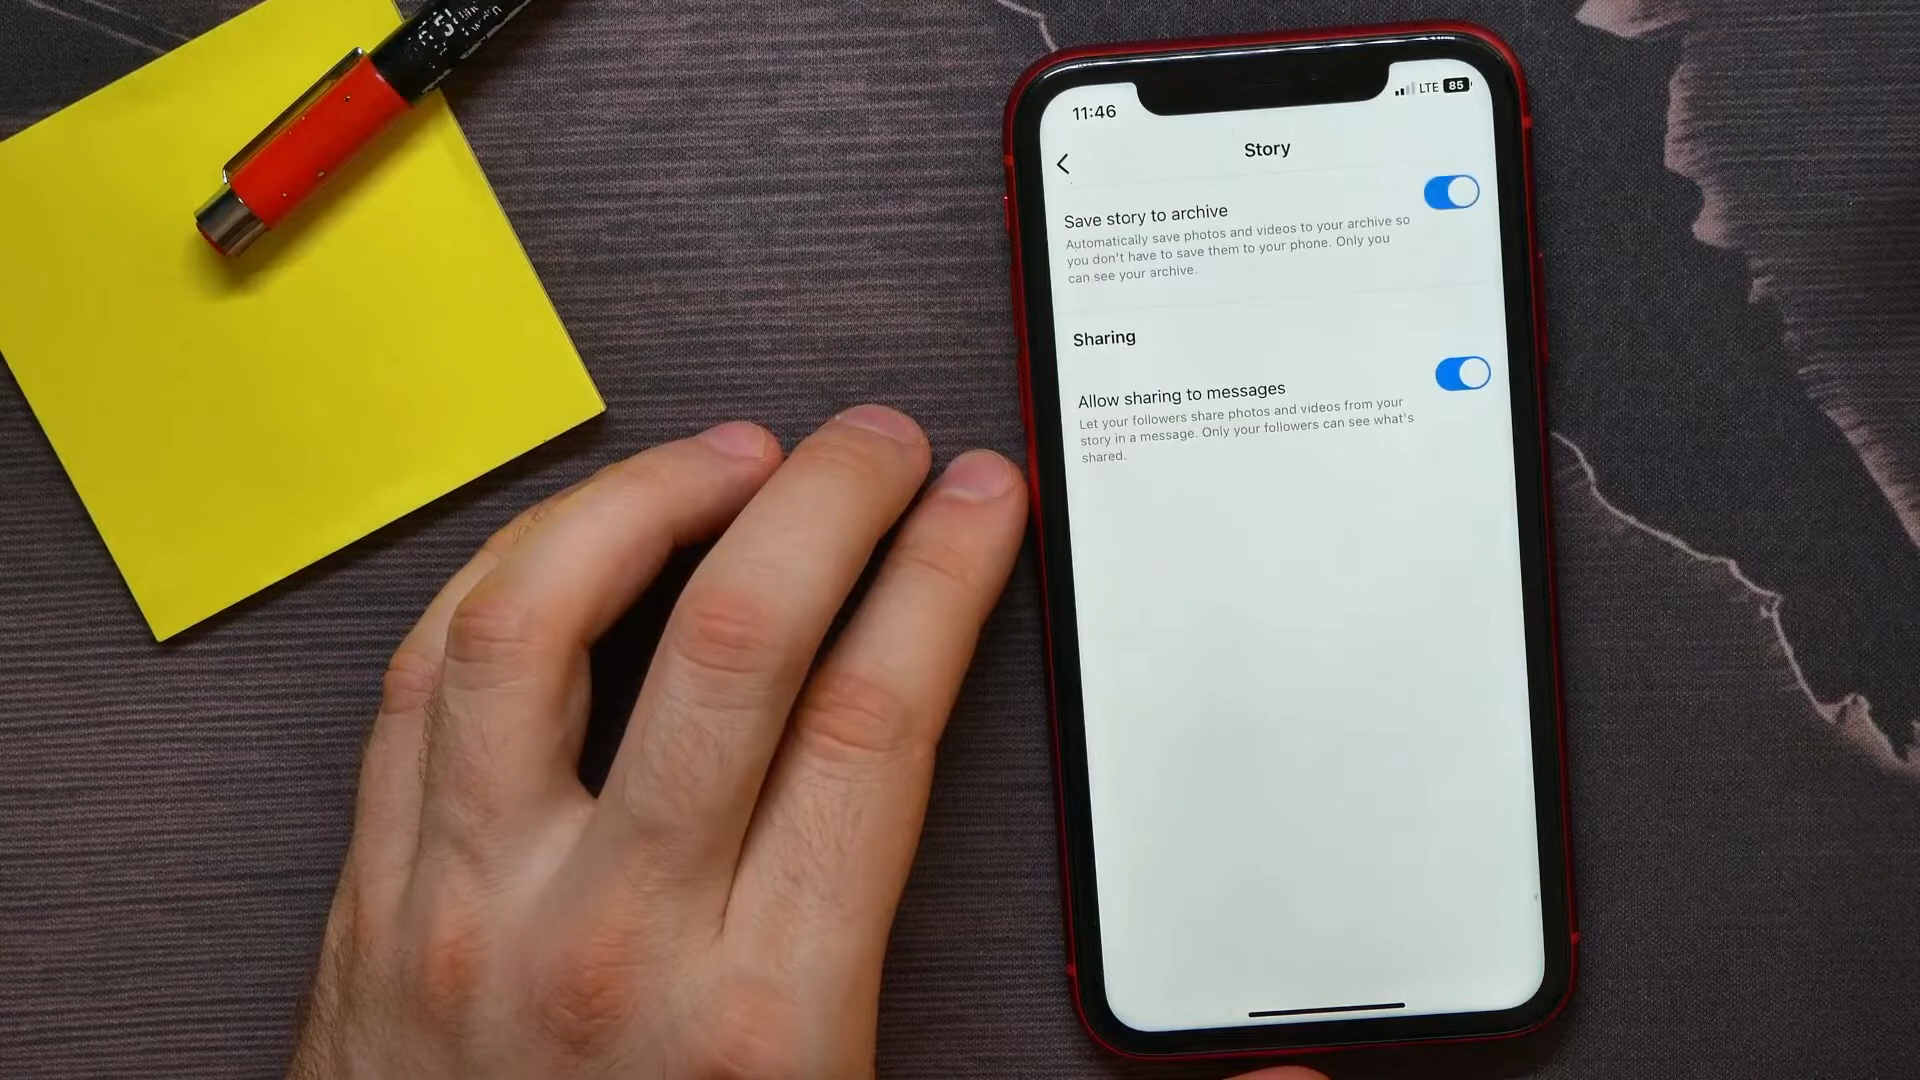 11:46
LTE 85
Story
Save story to archive
Automatically save photos and videos to your archive so
you don't have to save them to your phone. Only you
can see your archive.
Sharing
Allow sharing to messages
Let your followers share photos and videos from your
story in a message. Only your followers can see what's
shared.